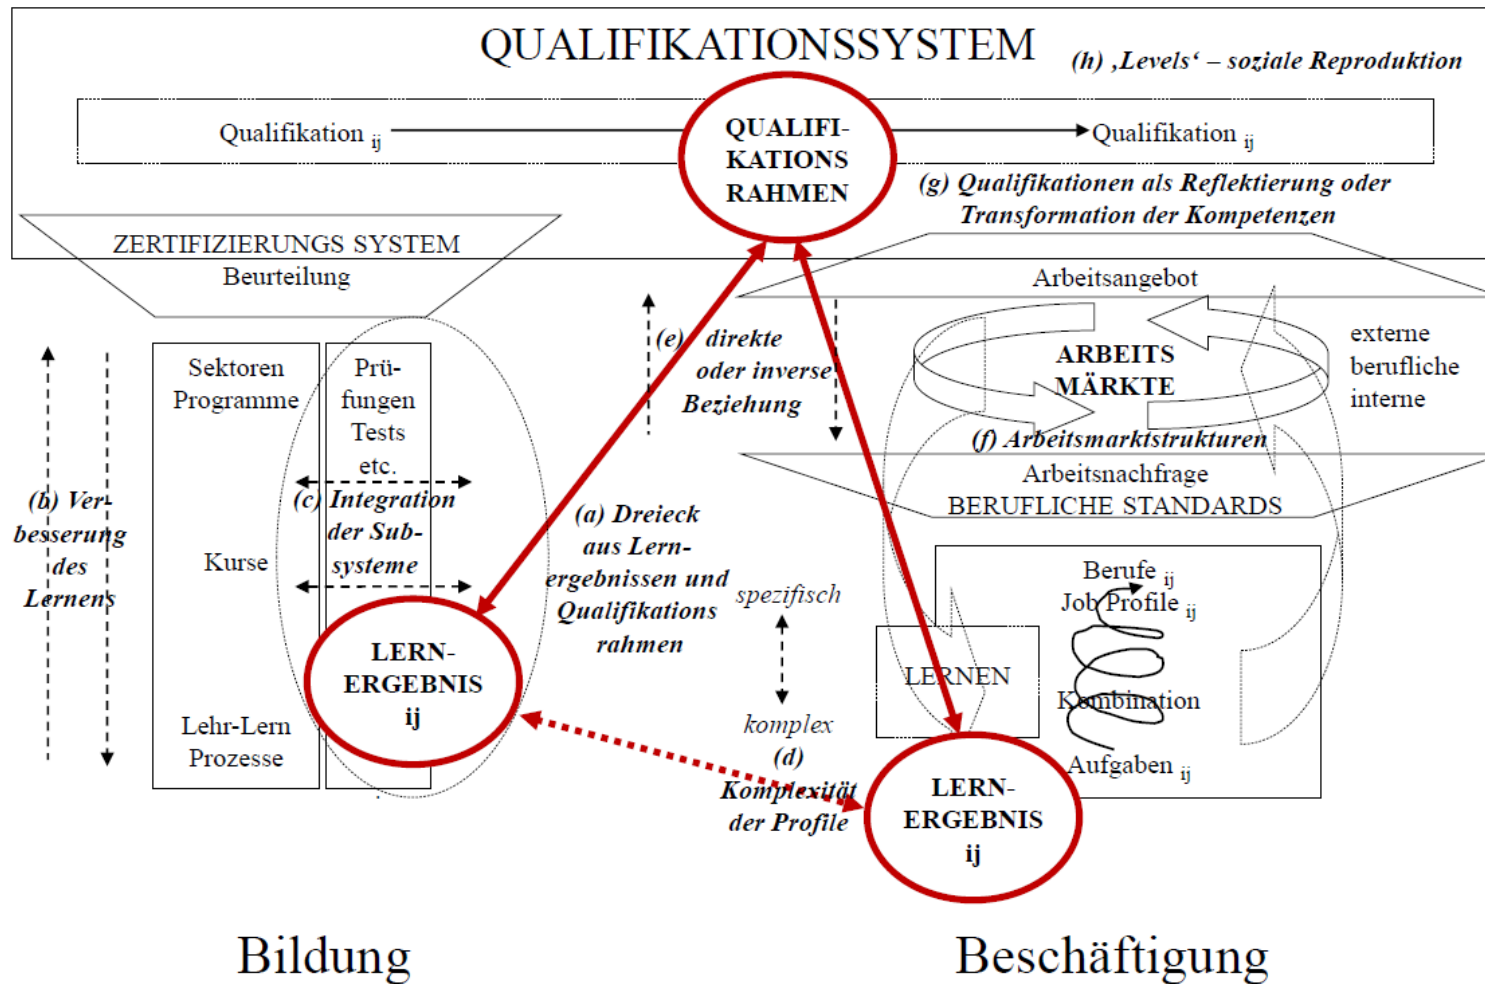 QUALIFIKATIONSSYSTEM
(h) ‚Levels‘ – soziale Reproduktion
Qualifikation ij
QUALIFI-
KATIONS
RAHMEN
Qualifikation ij
(g) Qualifikationen als Reflektierung oder
Transformation der Kompetenzen
ZERTIFIZIERUNGS SYSTEM
Beurteilung
Arbeitsangebot
(e) direkte
oder inverse
Beziehung
ARBEITS
MÄRKTE
externe
berufliche
interne
(f) Arbeitsmarktstrukturen
Arbeitsnachfrage
BERUFLICHE STANDARDS
Sektoren
Programme
Prü-
fungen
Tests
etc.
(b) Ver-
besserung
des
Lernens
(c) Integration
der Sub-
systeme
Kurse
(a) Dreieck
aus Lern-
ergebnissen und
Qualifikations
rahmen
spezifisch
komplex
(d)
Komplexität
der Profile
Berufe ij
Job Profile ij
LERNEN
Kombination
Aufgaben ij
LERN-
ERGEBNIS
ij
Lehr-Lern
Prozesse
LERN-
ERGEBNIS
ij
Bildung
Beschäftigung